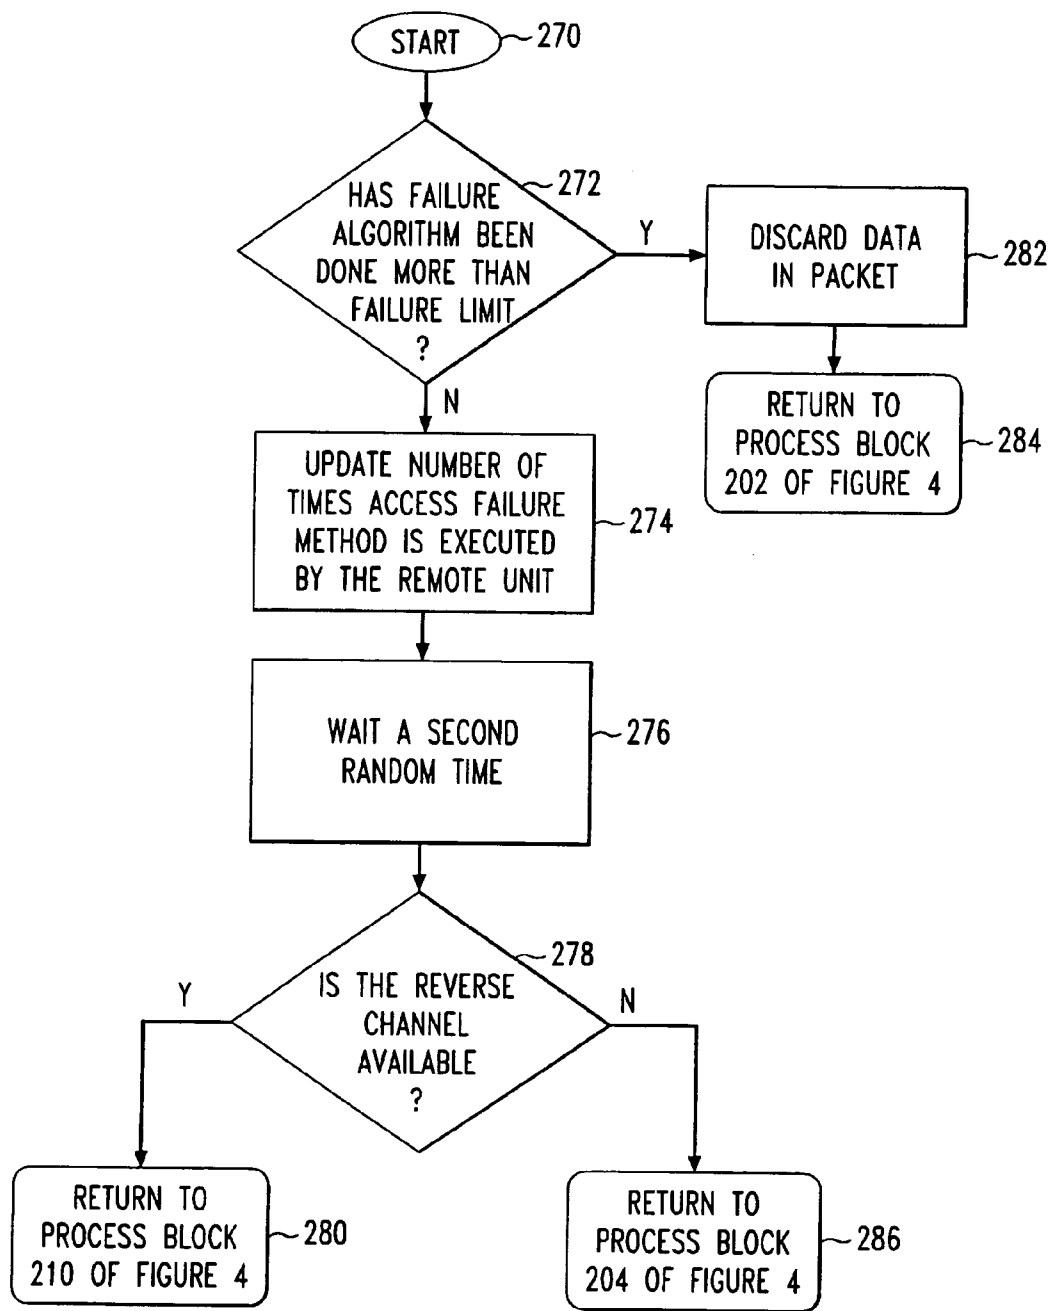 START
270
HAS FAILURE
ALGORITHM BEEN
DONE MORE THAN
FAILURE LIMIT
?
272
Y
DISCARD DATA
IN PACKET
282
RETURN TO
PROCESS BLOCK
202 OF FIGURE 4
284
N
UPDATE NUMBER OF
TIMES ACCESS FAILURE
METHOD IS EXECUTED
BY THE REMOTE UNIT
274
WAIT A SECOND
RANDOM TIME
276
IS THE REVERSE
CHANNEL
AVAILABLE
?
278
Y
N
RETURN TO
PROCESS BLOCK
210 OF FIGURE 4
280
RETURN TO
PROCESS BLOCK
204 OF FIGURE 4
286